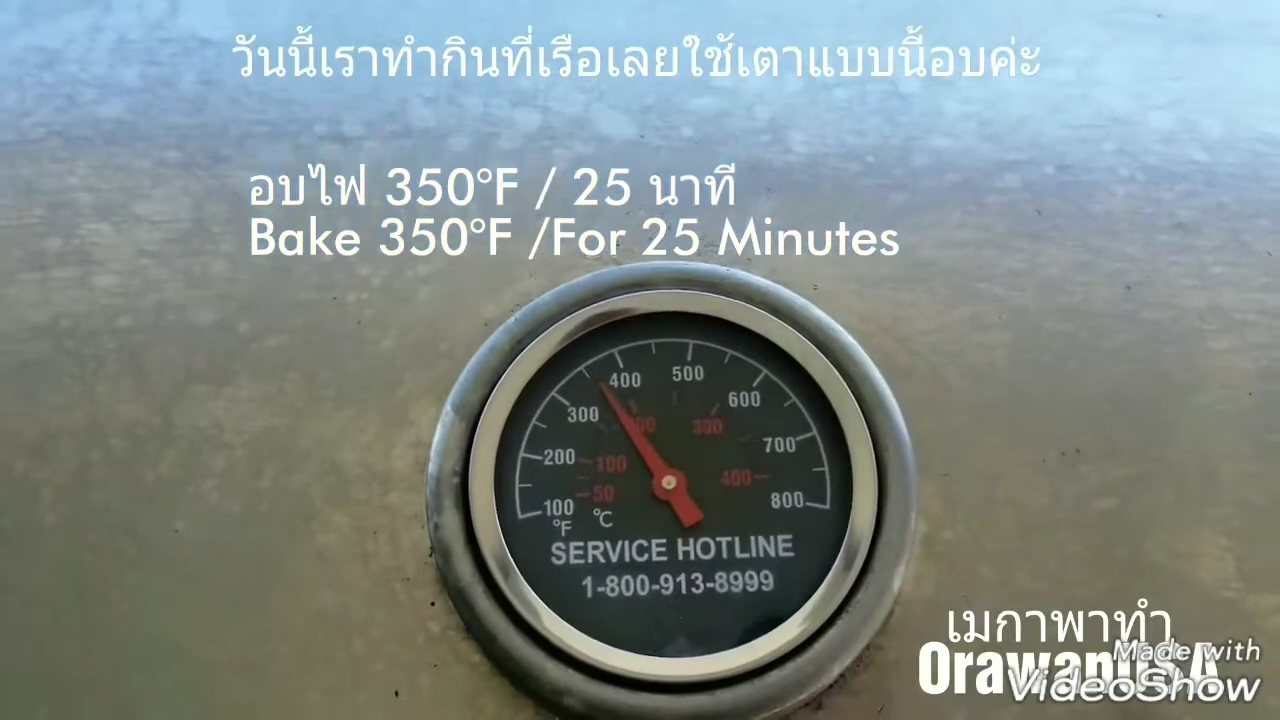 วันนี้เราทำกินที่เรือเลยใช้เตาแบบนี้อบค่ะ
อบไฟ 350°F / 25 นาที
Bake 350°F /For 25 Minutes
400
500
300
600
300
200
700
100
400
100
50
800
°F
°C
SERVICE HOTLINE
1-800-913-8999
เมกาพาทำ
OrawanUSA
Made with
VideoShow